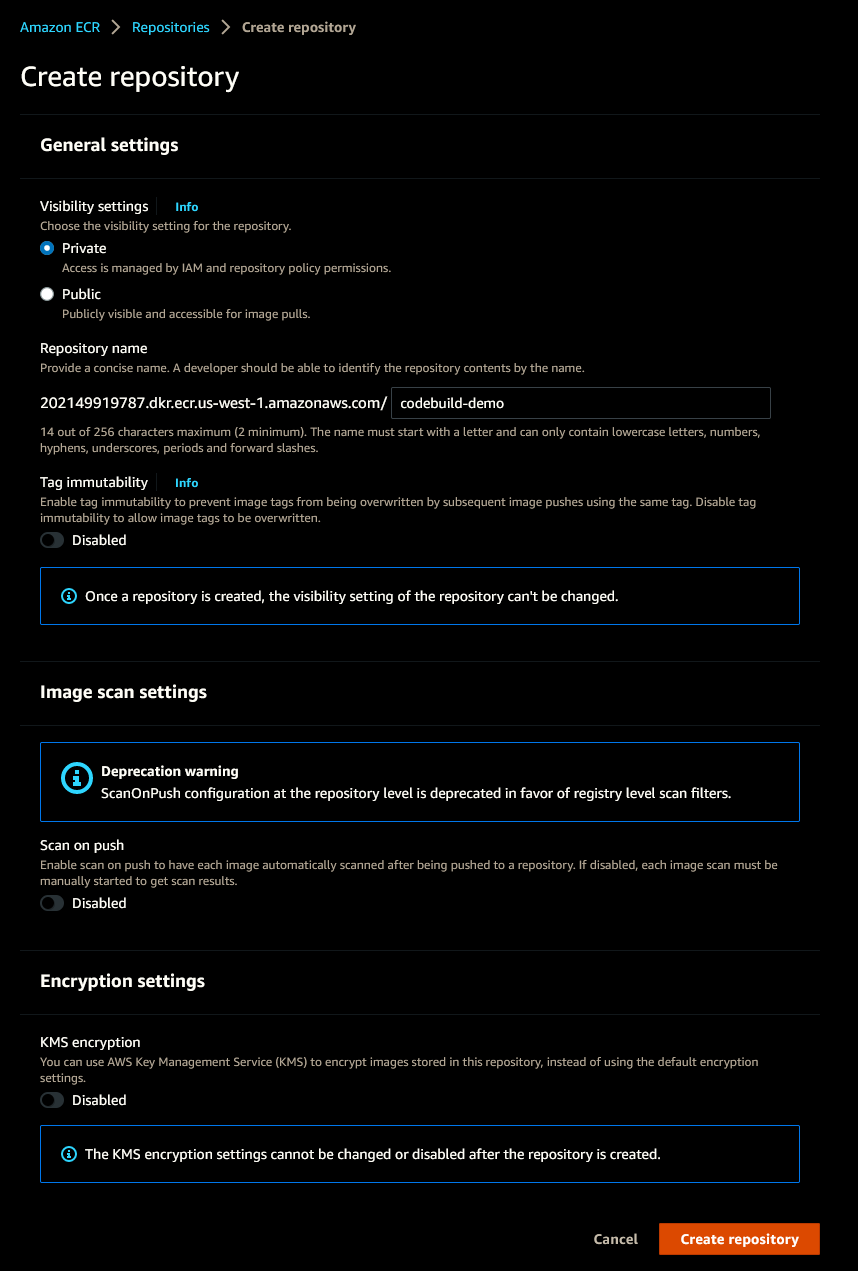 Amazon ECR > Repositories > Create repository
Create repository
General settings
Visibility settings Info
Choose the visibility setting for the repository.
Private
Access is managed by IAM and repository policy permissions.
Public
Publicly visible and accessible for image pulls.
Repository name
Provide a concise name. A developer should be able to identify the repository contents by the name.
202149919787.dkr.ecr.us-west-1.amazonaws.com/ codebuild-demo
14 out of 256 characters maximum (2 minimum). The name must start with a letter and can only contain lowercase letters, numbers,
hyphens, underscores, periods and forward slashes.
Tag immutability Info
Enable tag immutability to prevent image tags from being overwritten by subsequent image pushes using the same tag. Disable tag
immutability to allow image tags to be overwritten.
Disabled
Once a repository is created, the visibility setting of the repository can't be changed.
Image scan settings
Deprecation warning
ScanOnPush configuration at the repository level is deprecated in favor of registry level scan filters.
Scan on push
Enable scan on push to have each image automatically scanned after being pushed to a repository. If disabled, each image scan must be
manually started to get scan results.
Disabled
Encryption settings
KMS encryption
You can use AWS Key Management Service (KMS) to encrypt images stored in this repository, instead of using the default encryption
settings.
Disabled
The KMS encryption settings cannot be changed or disabled after the repository is created.
Cancel Create repository